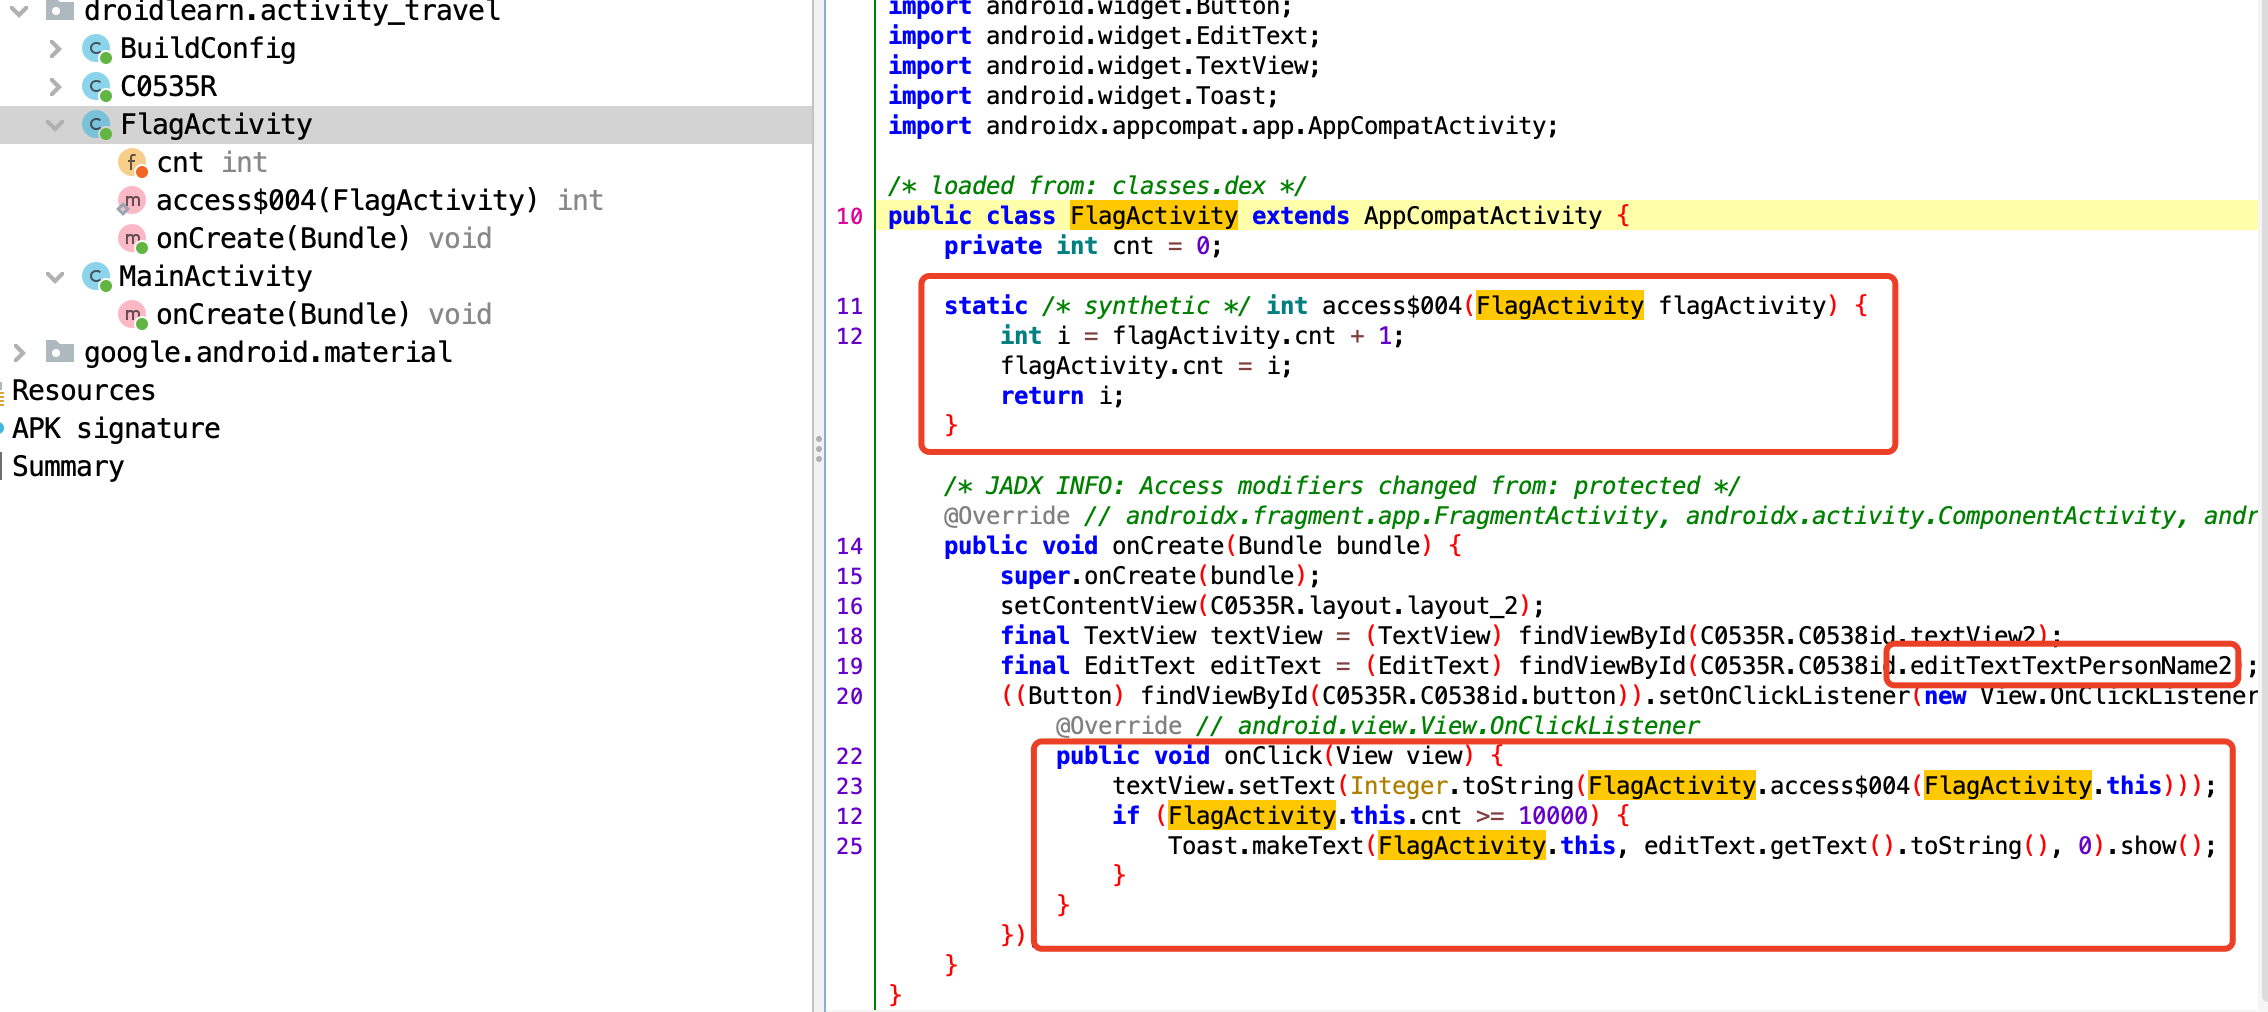 droidlearn.activity_travel
BuildConfig
C0535R
FlagActivity
cnt int
access$004(FlagActivity) int
onCreate(Bundle) void
MainActivity
onCreate(Bundle) void
google.android.material
Resources
APK signature
Summary
import android.widget.Button;
import android.widget.EditText;
import android.widget.TextView;
import android.widget.Toast;
import androidx.appcompat.app.AppCompatActivity;
/* loaded from: classes.dex */
10 public class FlagActivity extends AppCompatActivity {
private int cnt = 0;
11 static /* synthetic */ int access$004(FlagActivity flagActivity) {
12 int i = flagActivity.cnt + 1;
flagActivity.cnt = i;
return i;
}
/* JADX INFO: Access modifiers changed from: protected */
@Override // androidx.fragment.app.FragmentActivity, androidx.activity.ComponentActivity, andr
14 public void onCreate(Bundle bundle) {
15 super.onCreate(bundle);
16 setContentView(C0535R.layout.layout_2);
18 final TextView textView = (TextView) findViewById(C0535R.C0538id.textView2);
19 final EditText editText = (EditText) findViewById(C0535R.C0538id.editTextTextPersonName2);
20 ((Button) findViewById(C0535R.C0538id.button)).setOnClickListener(new View.OnClickListener
@Override // android.view.View.OnClickListener
22 public void onClick(View view) {
23 textView.setText(Integer.toString(FlagActivity.access$004(FlagActivity.this)));
12 if (FlagActivity.this.cnt >= 10000) {
25 Toast.makeText(FlagActivity.this, editText.getText().toString(), 0).show();
}
}
})
}
}